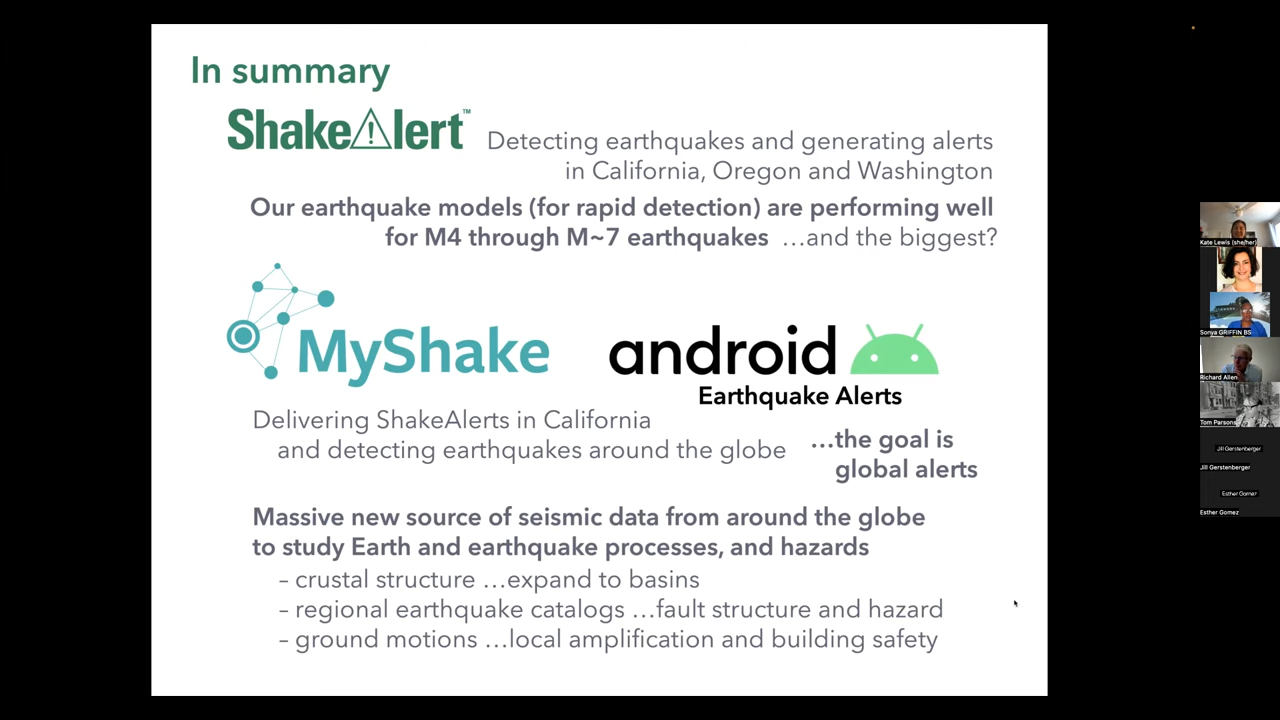 In summary
ShakeAlert™
Detecting earthquakes and generating alerts
in California, Oregon and Washington
Our earthquake models (for rapid detection) are performing well
for M4 through M~7 earthquakes …and the biggest?
MyShake
android
Earthquake Alerts
Delivering ShakeAlerts in California
and detecting earthquakes around the globe
…the goal is
global alerts
Massive new source of seismic data from around the globe
to study Earth and earthquake processes, and hazards
– crustal structure …expand to basins
– regional earthquake catalogs …fault structure and hazard
– ground motions …local amplification and building safety
Kate Lewis (she/her)
Sonya GRIFFIN BS
Richard Allen
Tom Parsons
Jill Gerstenberger
Jill Gerstenberger
Esther Gomez
Esther Gomez